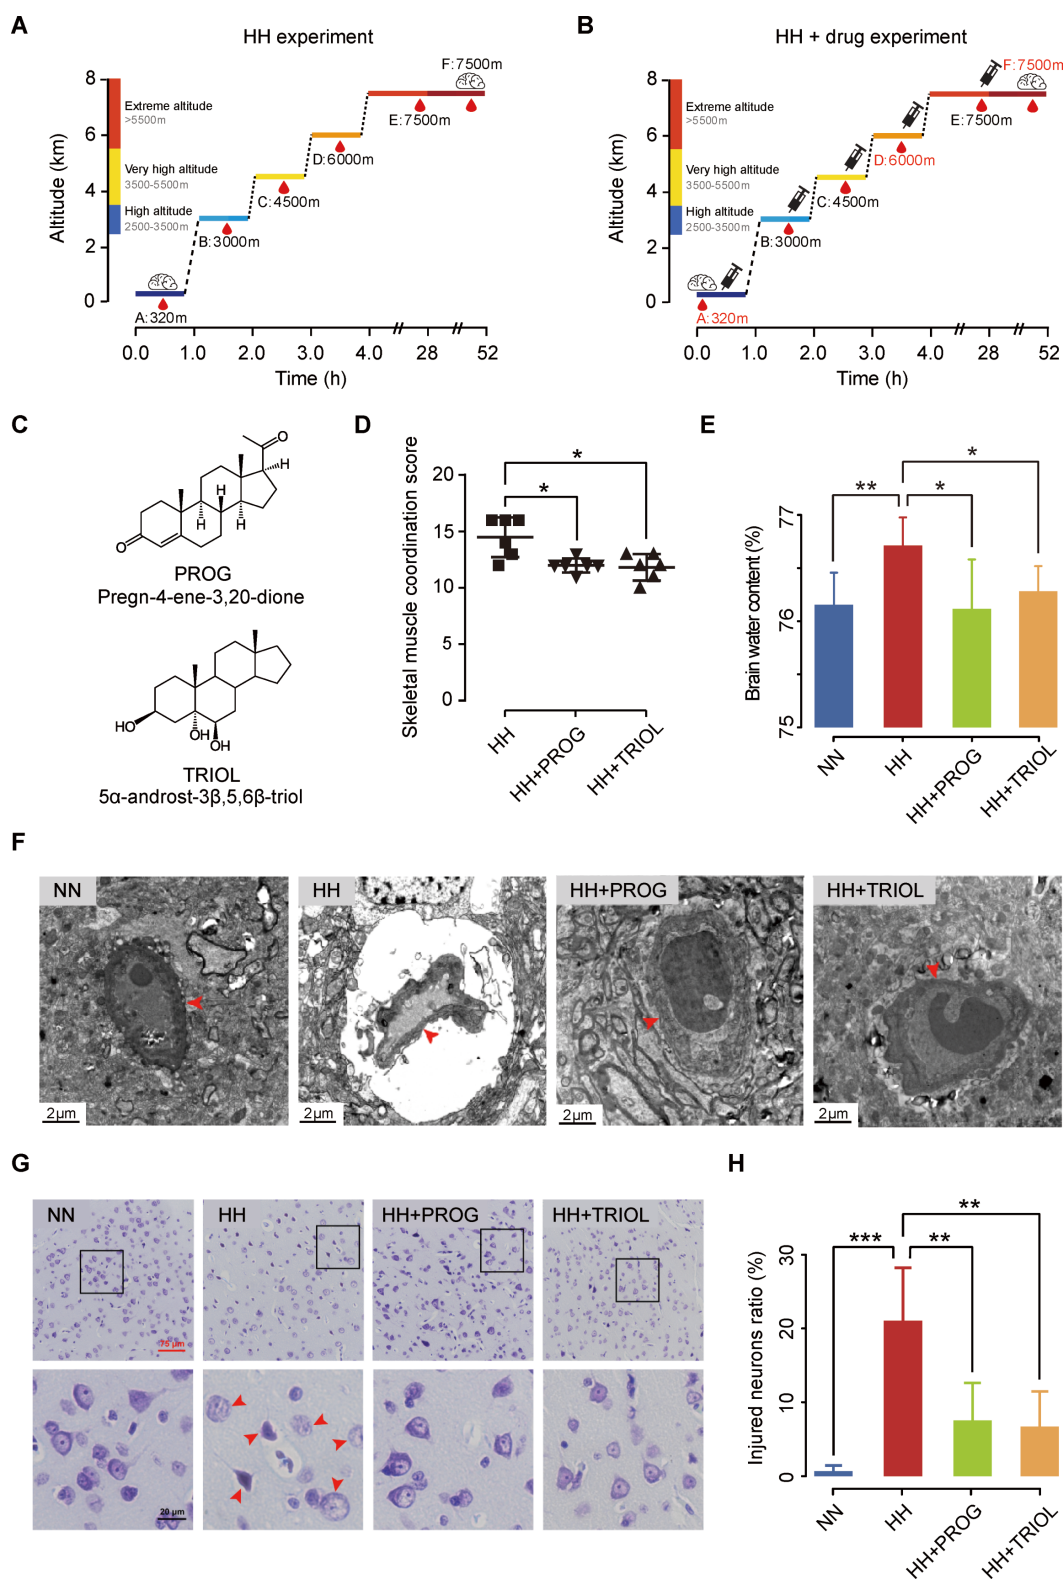 A
HH experiment
Altitude (km)
8
6
4
2
0
Extreme altitude
>5500m
Very high altitude
3500-5500m
High altitude
2500-3500m
F:7500m
E:7500m
D:6000m
C:4500m
B:3000m
A:320m
0.0 1.0 2.0 3.0 4.0 28 52
Time (h)
B
HH + drug experiment
Altitude (km)
8
6
4
2
0
Extreme altitude
>5500m
Very high altitude
3500-5500m
High altitude
2500-3500m
F:7500m
E:7500m
D:6000m
C:4500m
B:3000m
A:320m
0.0 1.0 2.0 3.0 4.0 28 52
Time (h)
C
O
H
H
H
H
O
PROG
Pregn-4-ene-3,20-dione
HO
OH
OH
TRIOL
5α-androst-3β,5,6β-triol
D
Skeletal muscle coordination score
20
15
10
5
0
*
*
HH
HH+PROG
HH+TRIOL
E
Brain water content (%)
77
76
75
*
** *
NN
HH
HH+PROG
HH+TRIOL
F
NN
2μm
HH
2μm
HH+PROG
2μm
HH+TRIOL
2μm
G
NN
HH
HH+PROG
HH+TRIOL
75 μm
20 μm
H
Injured neurons ratio (%)
30
20
10
0
**
*** **
NN
HH
HH+PROG
HH+TRIOL